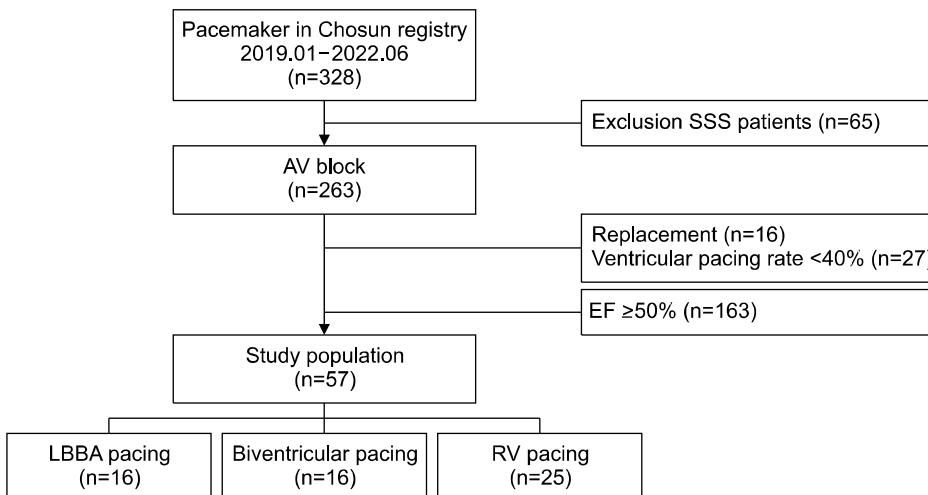 Pacemaker in Chosun registry
2019.01−2022.06
(n=328)
Exclusion SSS patients (n=65)
AV block
(n=263)
Replacement (n=16)
Ventricular pacing rate <40% (n=27)
EF ≥50% (n=163)
Study population
(n=57)
LBBA pacing
(n=16)
Biventricular pacing
(n=16)
RV pacing
(n=25)